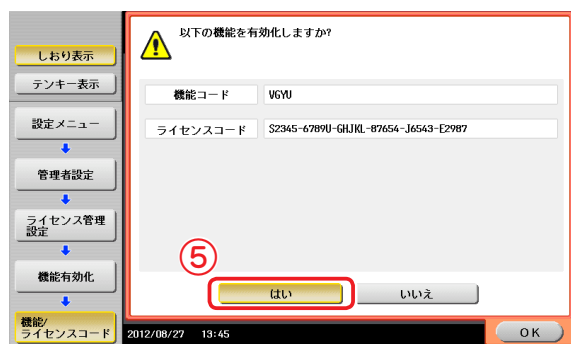 しおり表示
テンキー表示
設定メニュー
管理者設定
ライセンス管理
設定
機能有効化
機能/
ライセンスコード
以下の機能を有効化しますか?
機能コード VGYU
ライセンスコード S2345-6789U-GHJKL-87654-J6543-E2987
⑤
はい いいえ
2012/08/27 13:45
OK